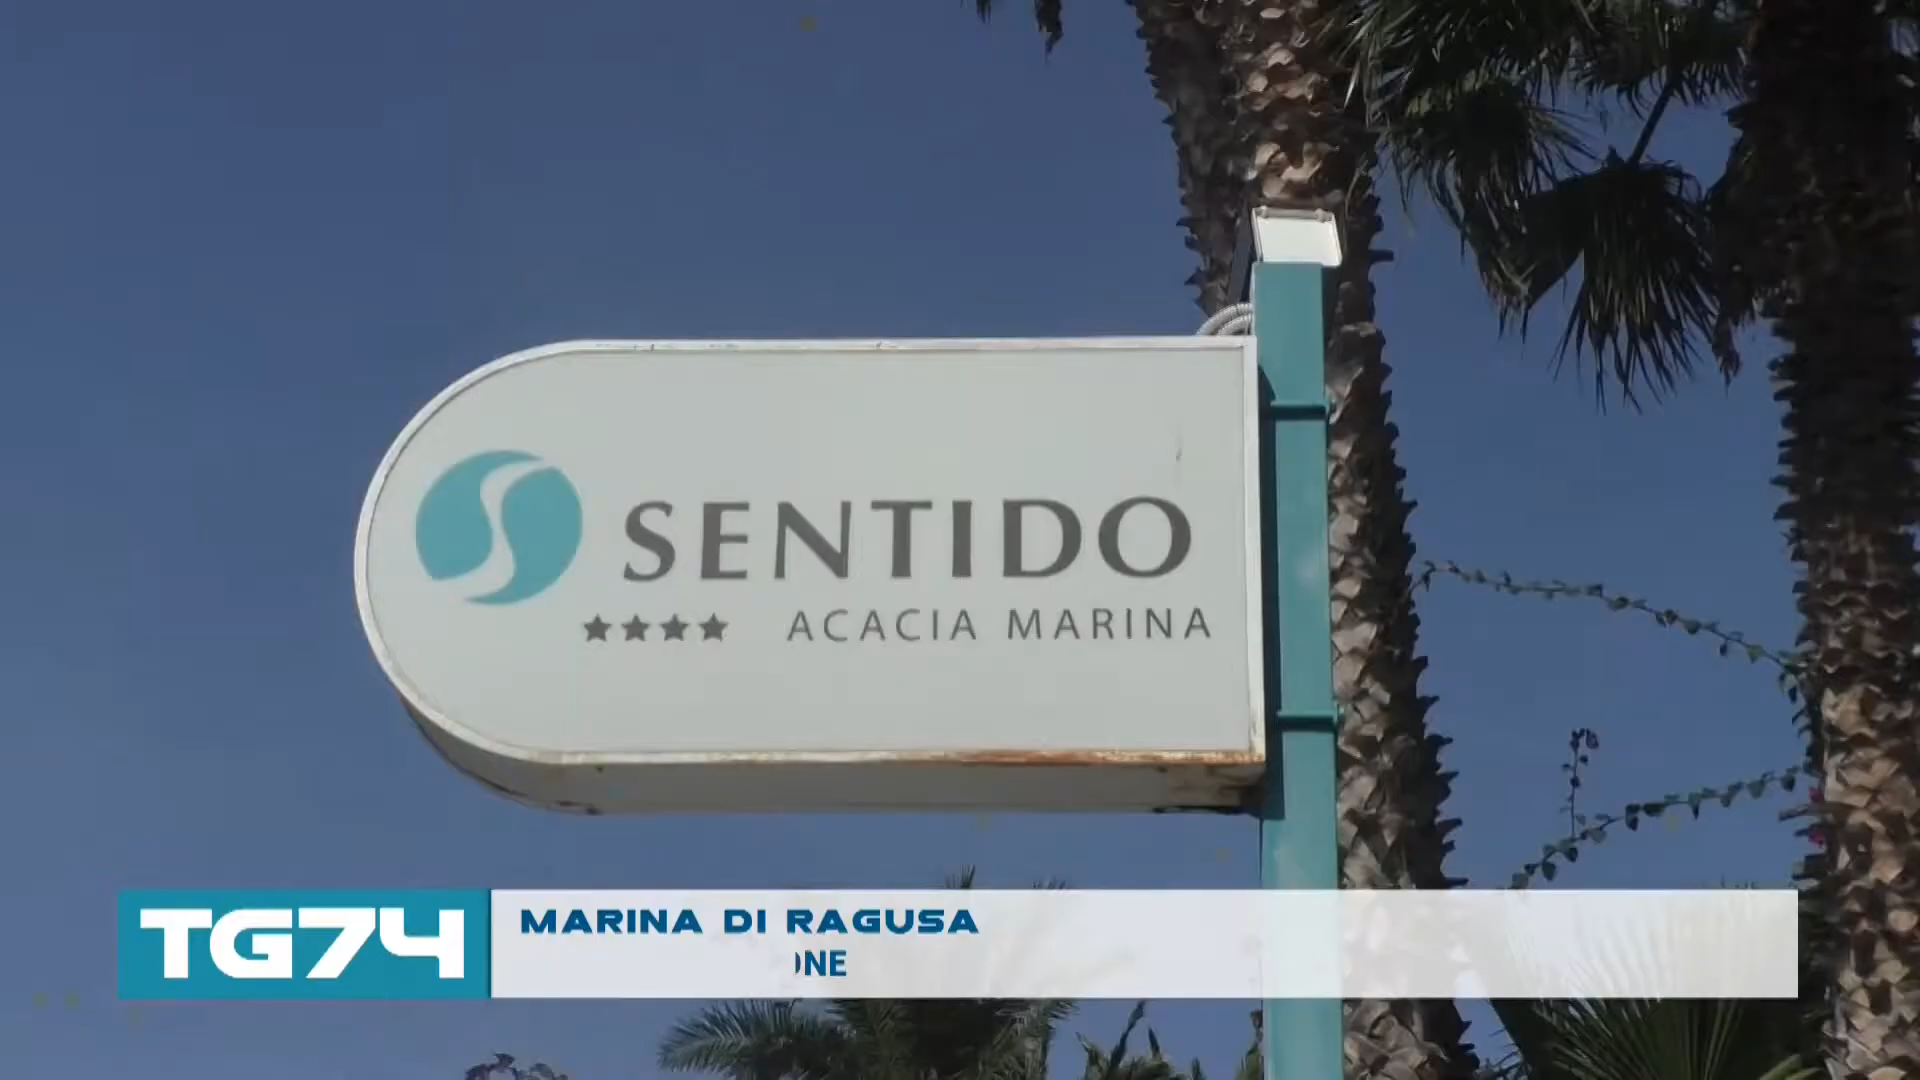 SENTIDO
★★★★ ACACIA MARINA
TG74
MARINA DI RAGUSA